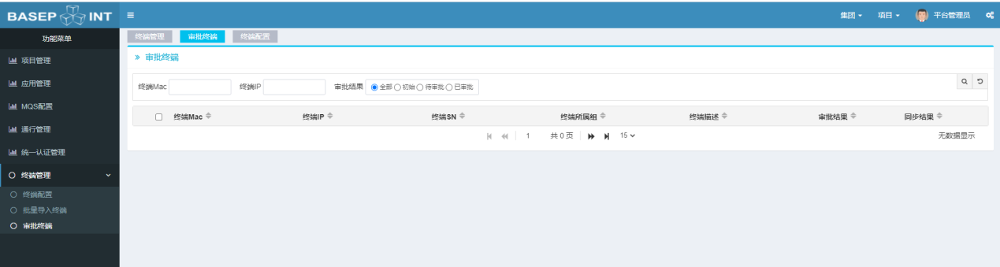 BASEPOINT 集团 项目 平台管理员
功能菜单 终端管理 审批终端 终端配置
项目管理
应用管理
MQS配置
通行管理
统一认证管理
终端管理
终端配置
批量导入终端
审批终端
» 审批终端
终端Mac 终端IP 审批结果 全部 初始 待审批 已审批
终端Mac 终端IP 终端SN 终端所属组 终端描述 审批结果 同步结果
1 共 0 页 15 无数据显示